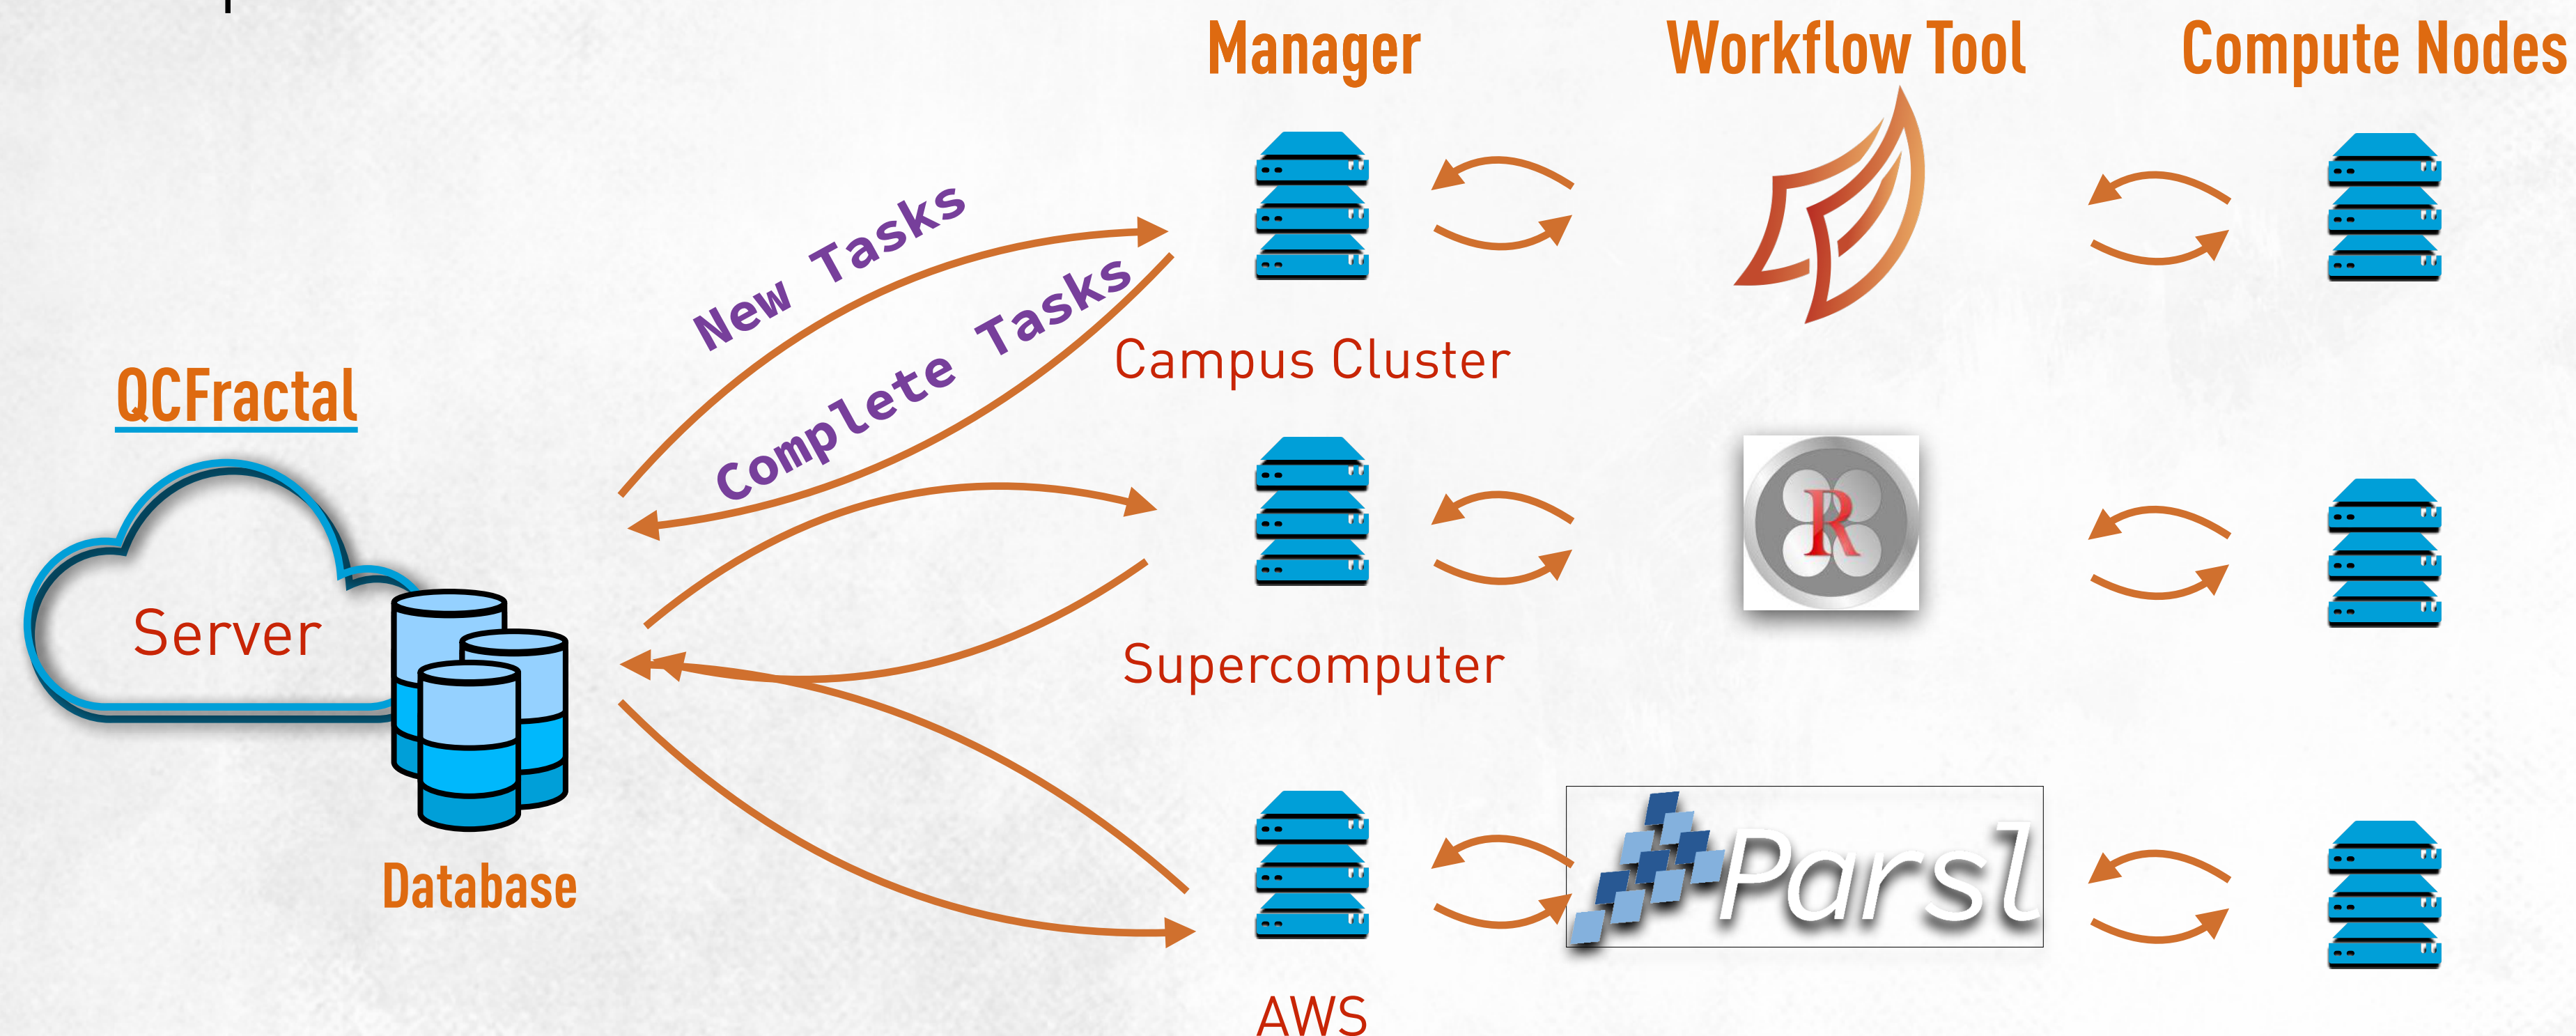 Manager
Workflow Tool
Compute Nodes
New Tasks
Complete Tasks
Campus Cluster
QCFractal
Server
R
Supercomputer
Database
Parsl
AWS